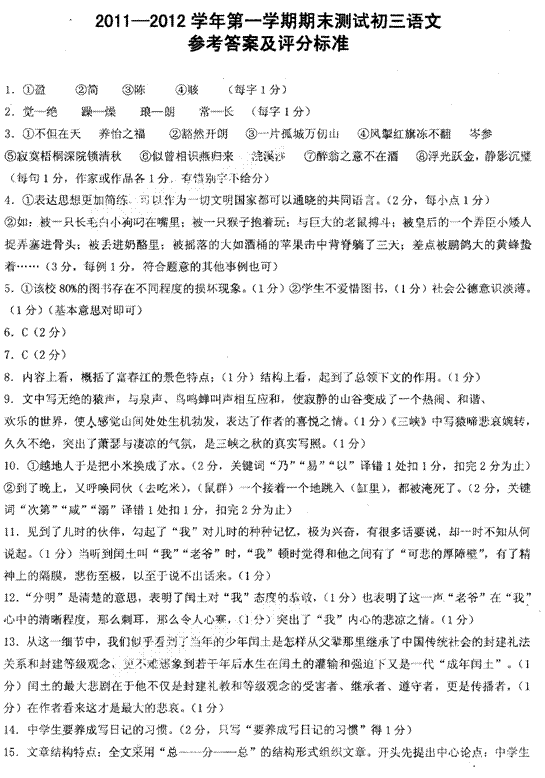 2011—2012学年第一学期期末测试初三语文
参考答案及评分标准
1．①盈 ②简 ③陈 ④咳 （每字1分）
2．觉—绝 躁—燥 琅—朗 常—长 （每字1分）
3．①不但在天 养怡之福 ②豁然开朗 ③一片孤城万仞山 ④风掣红旗冻不翻 岑参
⑤寂寞梧桐深院锁清秋 ⑥似曾相识燕归来 浣溪沙 ⑦醉翁之意不在酒 ⑧浮光跃金，静影沉璧
（每句1分，作家或作品各1分，有错别字不给分）
4．①表达思想更加简练，可以作为一切文明国家都可以通晓的共同语言。（2分，每小点1分）
②如：被一只长毛白小狗叼在嘴里；被一只猴子抱着玩；与巨大的老鼠搏斗；被皇后的一个弄臣小矮人
捉弄塞进骨头；被丢进奶酪里；被摇落的大如酒桶的苹果击中背脊躺了三天；差点被鹏鸽大的黄蜂蛰
着……（3分，每例1分，符合题意的其他事例也可）
5．①该校80%的图书存在不同程度的损坏现象。（1分）②学生不爱惜图书，（1分）社会公德意识淡薄。
（1分）（基本意思对即可）
6．C（2分）
7．C（2分）
8．内容上看，概括了富春江的景色特点；（1分）结构上看，起到了总领下文的作用。（1分）
9．文中写无绝的猿声，与泉声、鸟鸣蝉叫声相互应和，使寂静的山谷变成了一个热闹、和谐、
欢乐的世界，使人感觉山间处处生机勃发，表达了作者的喜悦之情。（1分）《三峡》中写猿啼悲哀婉转，
久久不绝，突出了萧瑟与凄凉的气氛，是三峡之秋的真实写照。（1分）
10．①越地人于是把小米换成了水。（2分，关键词“乃”“易”“以”译错1处扣1分，扣完2分为止）
②到了晚上，又呼唤同伙（去吃米），（鼠群）一个接着一个地跳入（缸里），都被淹死了。（2分，关键
词“次第”“咸”“溺”译错1处扣1分，扣完2分为止）
11．见到了儿时的伙伴，勾起了“我”对儿时的种种记忆，极为兴奋，有很多话要说，却一时不知从何
说起。（1分）当听到闰土叫“我”“老爷”时，“我”顿时觉得和他之间有了“可悲的厚障壁”，有了精
神上的隔膜，悲伤至极，以至于说不出话来。（1分）
12．“分明”是清楚的意思，表明了闰土对“我”态度的恭敬，（1分）也表明了这一声“老爷”在“我”
心中的清晰程度，那么刺耳，那么令人心寒，（1分）突出了“我”内心的悲凉之情。（1分）
13．从这一细节中，我们似乎看到了当年的少年闰土是怎样从父辈那里继承了中国传统社会的封建礼法
关系和封建等级观念，更不难想象到若干年后水生在闰土的灌输和强迫下又是一代“成年闰土”。（1
分）闰土的最大悲剧在于他不仅是封建礼教和等级观念的受害者、继承者、遵守者，更是传播者，（1
分）在作者看来这才是最大的悲哀。（1分）
14．中学生要养成写日记的习惯。（2分，只写“要养成写日记的习惯”得1分）
15．文章结构特点：全文采用“总——分——总”的结构形式组织文章。开头先提出中心论点：中学生